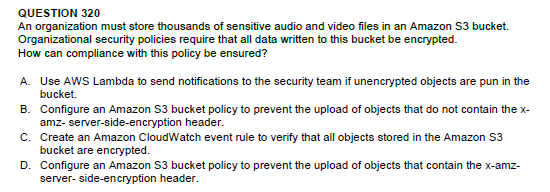 QUESTION 320
An organization must store thousands of sensitive audio and video files in an Amazon S3 bucket.
Organizational security policies require that all data written to this bucket be encrypted.
How can compliance with this policy be ensured?
A. Use AWS Lambda to send notifications to the security team if unencrypted objects are pun in the
bucket.
B. Configure an Amazon S3 bucket policy to prevent the upload of objects that do not contain the x-
amz- server-side-encryption header.
C. Create an Amazon CloudWatch event rule to verify that all objects stored in the Amazon S3
bucket are encrypted.
D. Configure an Amazon S3 bucket policy to prevent the upload of objects that contain the x-amz-
server- side-encryption header.